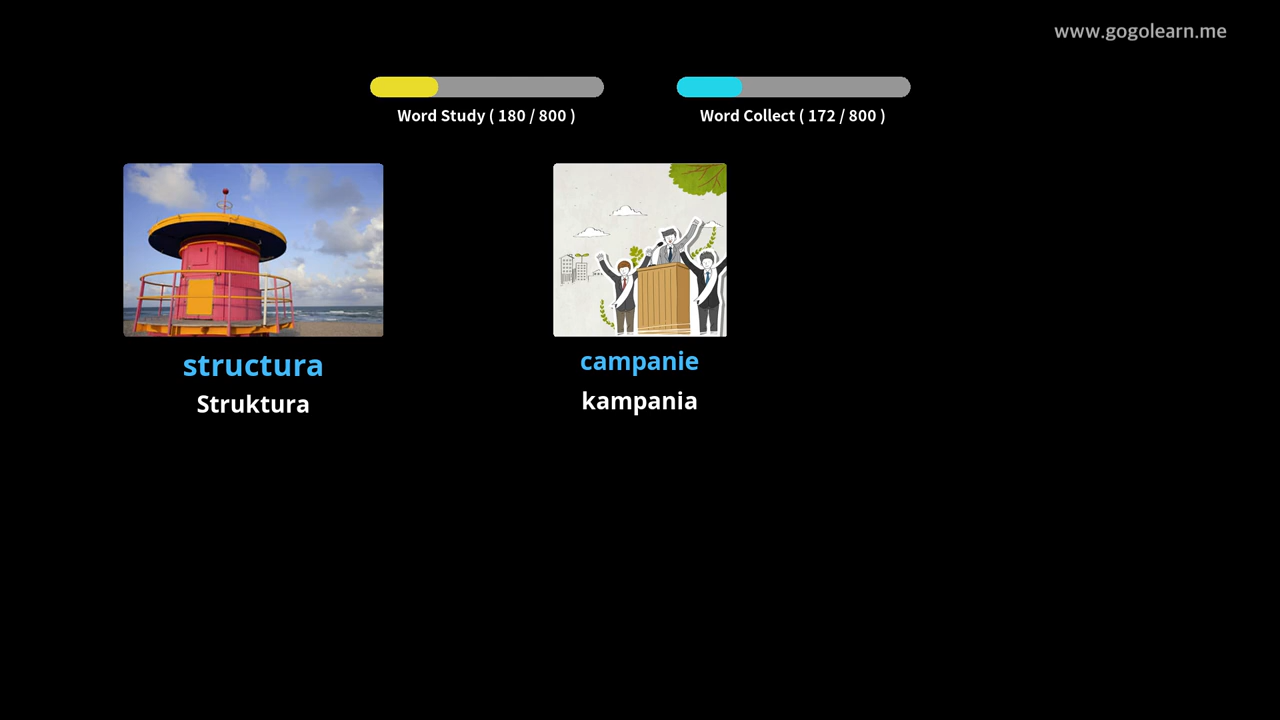 www.gogolearn.me
Word Study ( 180 / 800 )
Word Collect ( 172 / 800 )
structura
Struktura
campanie
kampania